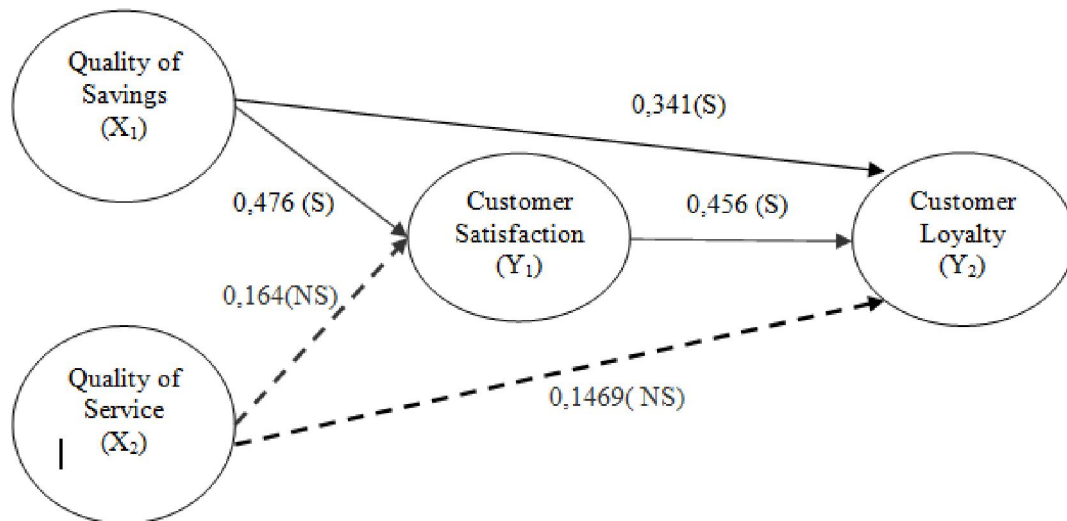 Quality of
Savings
(X₁)
0,341(S)
0,476 (S)
Customer
Satisfaction
(Y₁)
0,456 (S)
Customer
Loyalty
(Y₂)
0,164(NS)
Quality of
Service
(X₂)
0,1469( NS)